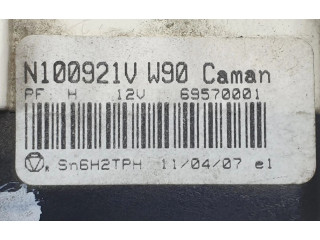 N100921V W90 Caman
PF H 12V 69570001
Sn6H2TPH 11/04/07 e1